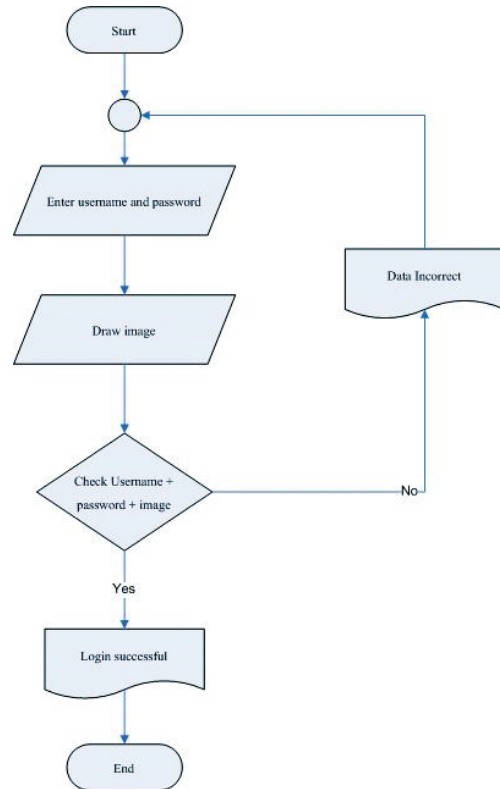 Start
Enter username and password
Data Incorrect
Draw image
Check Username +
password + image
No
Yes
Login successful
End